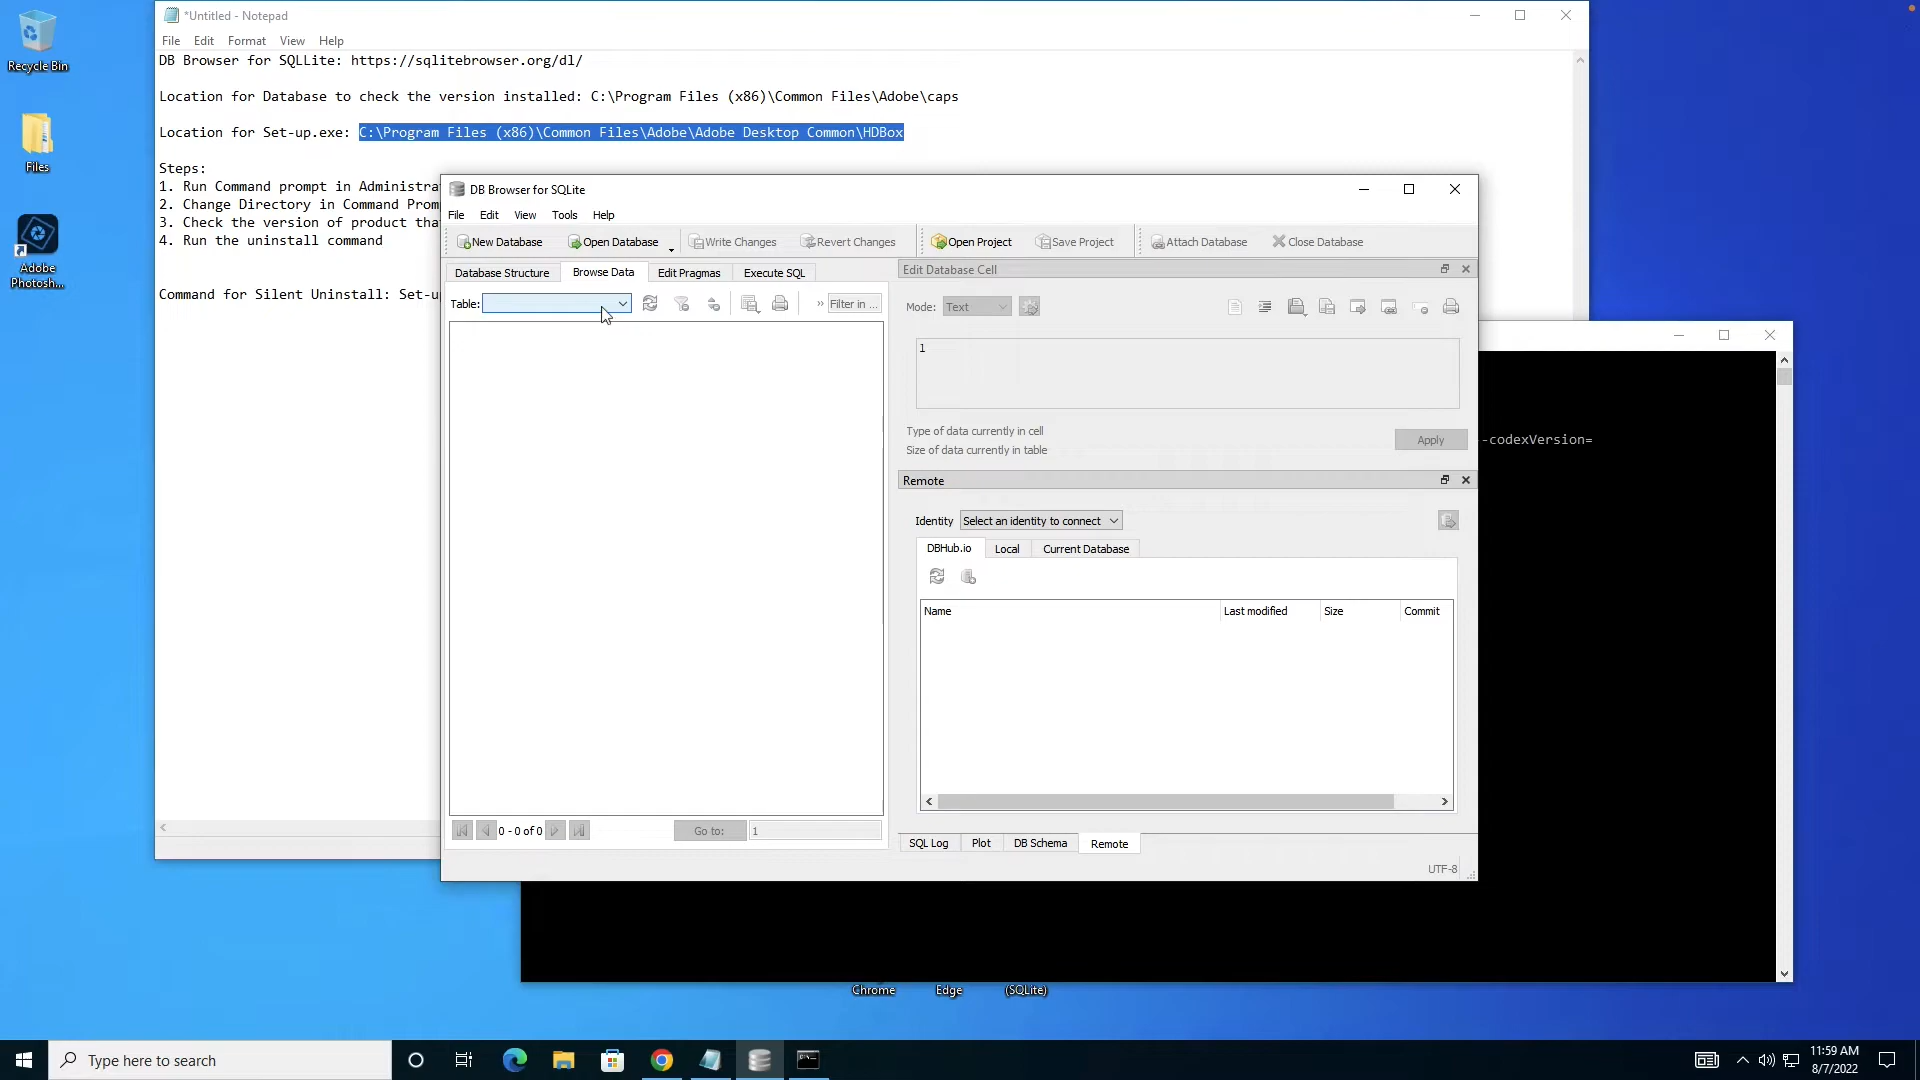 Recycle Bin
Files
Adobe
Photosh...
*Untitled - Notepad
File Edit Format View Help
DB Browser for SQLLite: https://sqlitebrowser.org/dl/
Location for Database to check the version installed: C:\Program Files (x86)\Common Files\Adobe\caps
Location for Set-up.exe: C:\Program Files (x86)\Common Files\Adobe\Adobe Desktop Common\HDBox
Steps:
1. Run Command prompt in Administra
2. Change Directory in Command Prom
3. Check the version of product tha
4. Run the uninstall command
Command for Silent Uninstall: Set-u
DB Browser for SQLite
File Edit View Tools Help
New Database Open Database Write Changes Revert Changes Open Project Save Project Attach Database Close Database
Database Structure Browse Data Edit Pragmas Execute SQL
Table: » Filter in ...
0 - 0 of 0 Go to: 1
Edit Database Cell
Mode: Text
1
Type of data currently in cell
Size of data currently in table
Apply
Remote
Identity Select an identity to connect
DBHub.io Local Current Database
Name Last modified Size Commit
SQL Log Plot DB Schema Remote
UTF-8
-codexVersion=
Chrome Edge (SQLite)
Type here to search
11:59 AM
8/7/2022